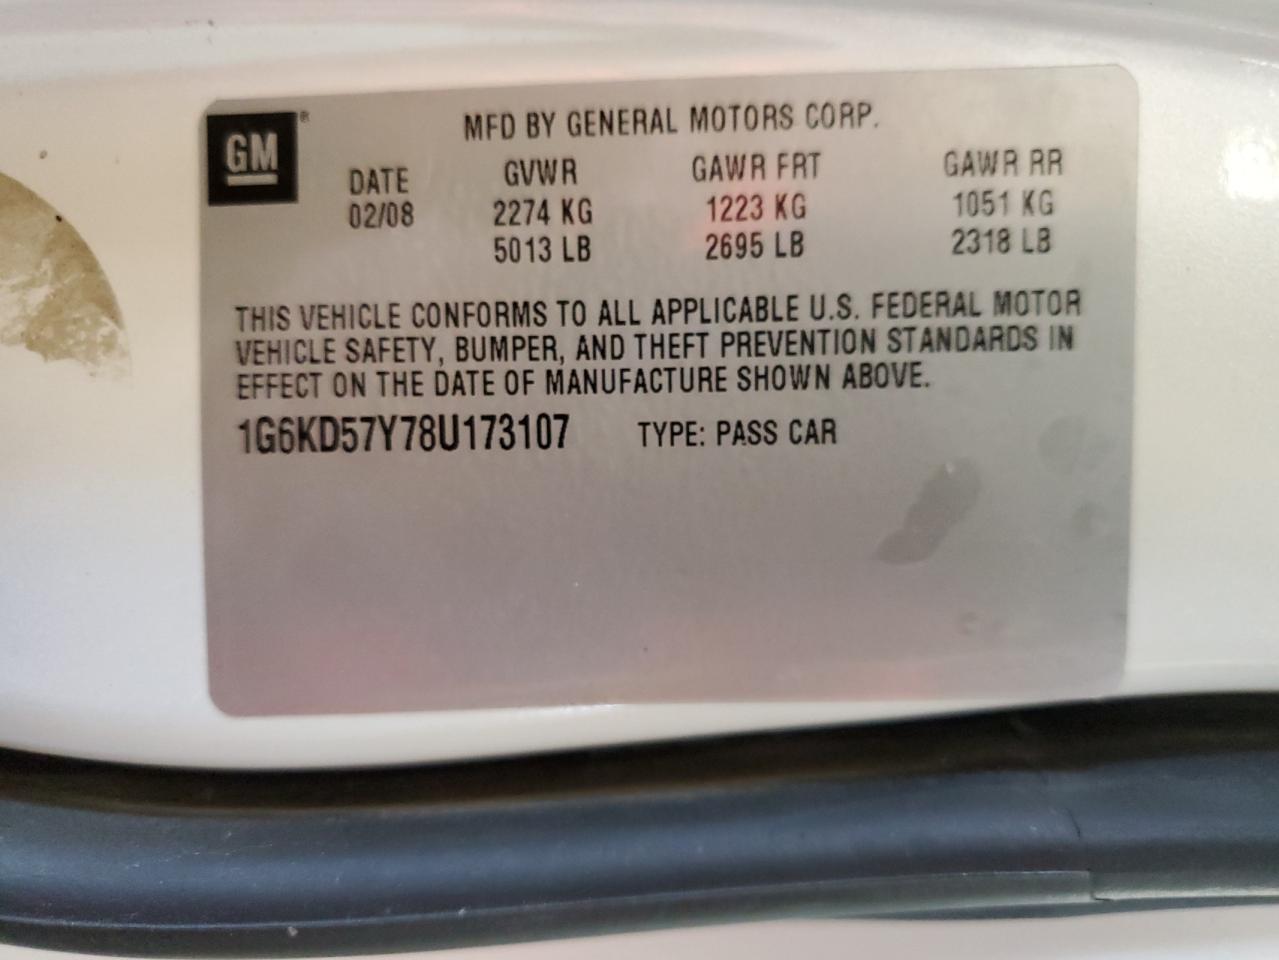 GM®
MFD BY GENERAL MOTORS CORP.
DATE GVWR GAWR FRT GAWR RR
02/08 2274 KG 1223 KG 1051 KG
5013 LB 2695 LB 2318 LB
THIS VEHICLE CONFORMS TO ALL APPLICABLE U.S. FEDERAL MOTOR
VEHICLE SAFETY, BUMPER, AND THEFT PREVENTION STANDARDS IN
EFFECT ON THE DATE OF MANUFACTURE SHOWN ABOVE.
1G6KD57Y78U173107 TYPE: PASS CAR